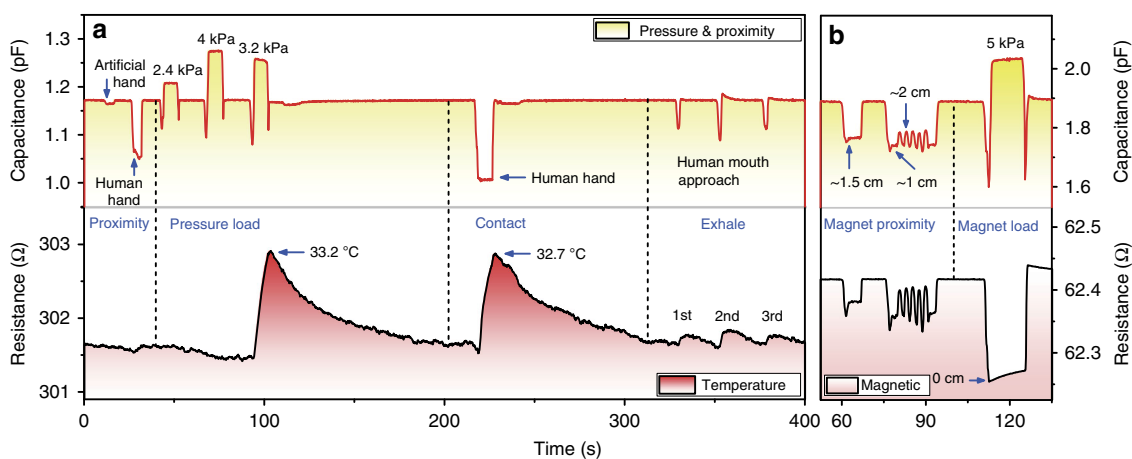 a
b
Pressure & proximity
Capacitance (pF)
1.3
1.2
1.1
1.0
Artificial
hand
2.4 kPa
4 kPa
3.2 kPa
Human
hand
Human hand
Human mouth
approach
5 kPa
~2 cm
~1.5 cm
~1 cm
2.0
1.8
1.6
Capacitance (pF)
Proximity
Pressure load
Contact
Exhale
Magnet proximity
Magnet load
Resistance (Ω)
303
302
301
33.2 °C
32.7 °C
1st
2nd
3rd
Temperature
0 cm
Magnetic
62.5
62.4
62.3
Resistance (Ω)
0
100
200
300
400
60
90
120
Time (s)